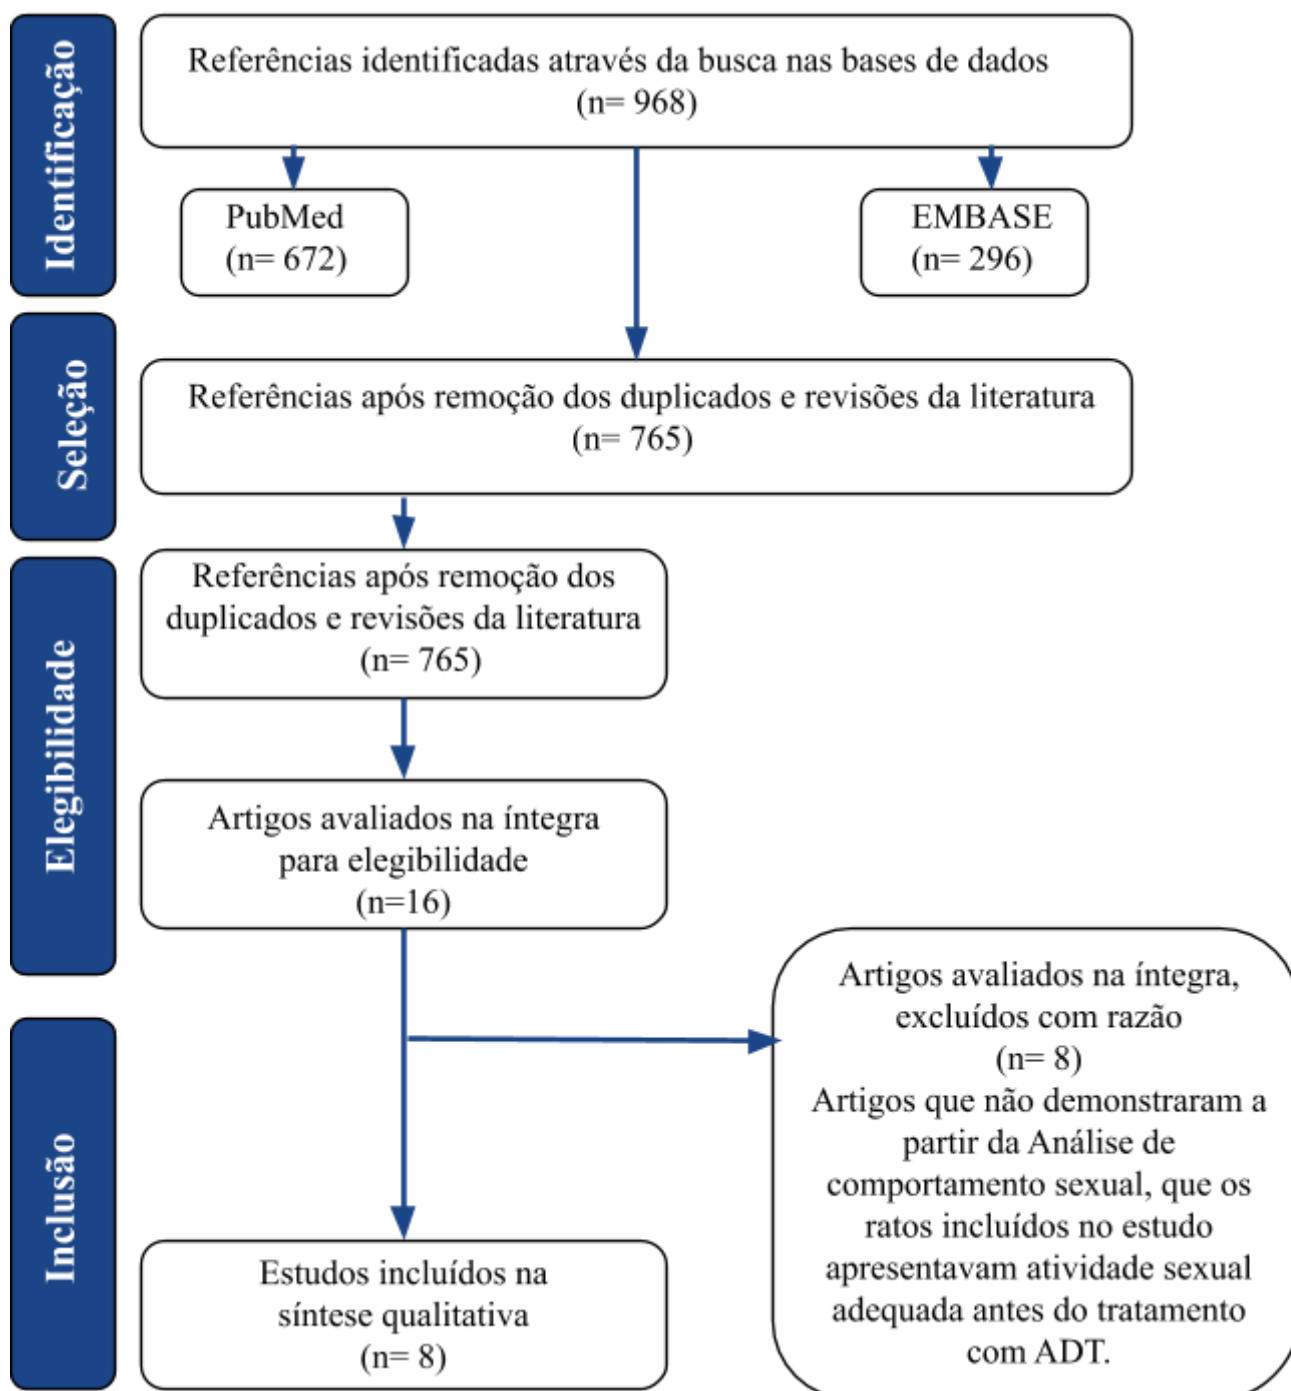 Identificação
Referências identificadas através da busca nas bases de dados
(n= 968)
PubMed
(n= 672)
EMBASE
(n= 296)
Seleção
Referências após remoção dos duplicados e revisões da literatura
(n= 765)
Elegibilidade
Referências após remoção dos
duplicados e revisões da literatura
(n= 765)
Artigos avaliados na íntegra
para elegibilidade
(n=16)
Inclusão
Artigos avaliados na íntegra,
excluídos com razão
(n= 8)
Artigos que não demonstraram a
partir da Análise de
comportamento sexual, que os
ratos incluídos no estudo
apresentavam atividade sexual
adequada antes do tratamento
com ADT.
Estudos incluídos na
síntese qualitativa
(n= 8)